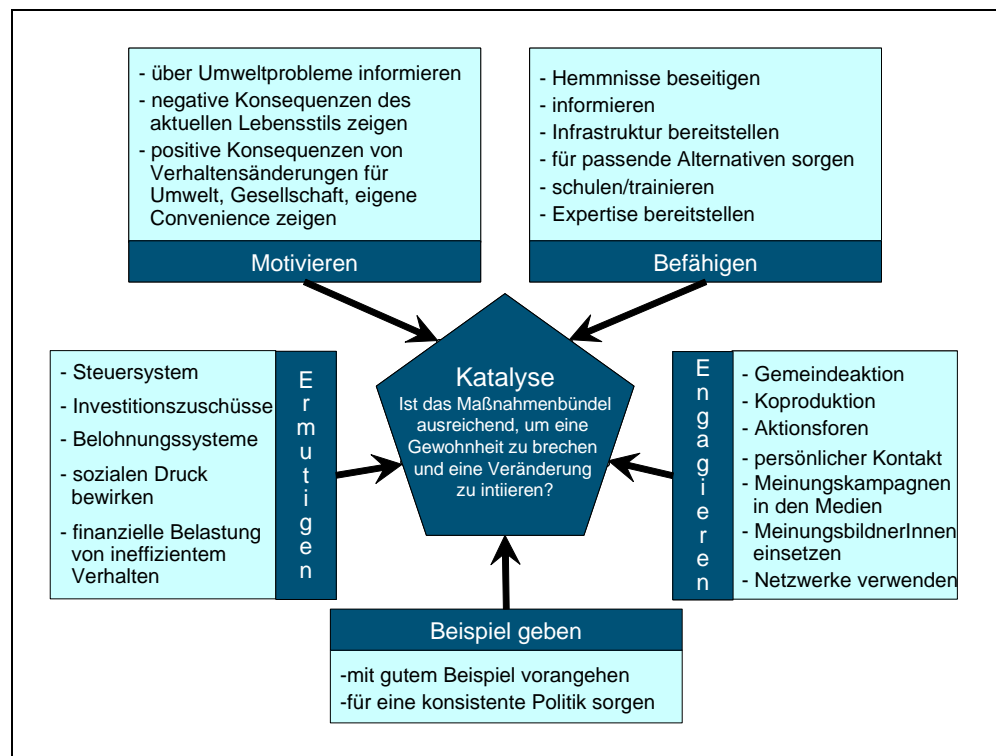 - über Umweltprobleme informieren
- negative Konsequenzen des
aktuellen Lebensstils zeigen
- positive Konsequenzen von
Verhaltensänderungen für
Umwelt, Gesellschaft, eigene
Convenience zeigen
Motivieren
- Hemmnisse beseitigen
- informieren
- Infrastruktur bereitstellen
- für passende Alternativen sorgen
- schulen/trainieren
- Expertise bereitstellen
Befähigen
- Steuersystem
- Investitionszuschüsse
- Belohnungssysteme
- sozialen Druck
bewirken
- finanzielle Belastung
von ineffizientem
Verhalten
Ermutigen
Katalyse
Ist das Maßnahmenbündel
ausreichend, um eine
Gewohnheit zu brechen
und eine Veränderung
zu intiieren?
Engagieren
- Gemeindeaktion
- Koproduktion
- Aktionsforen
- persönlicher Kontakt
- Meinungskampagnen
in den Medien
- MeinungsbildnerInnen
einsetzen
- Netzwerke verwenden
Beispiel geben
-mit gutem Beispiel vorangehen
-für eine konsistente Politik sorgen